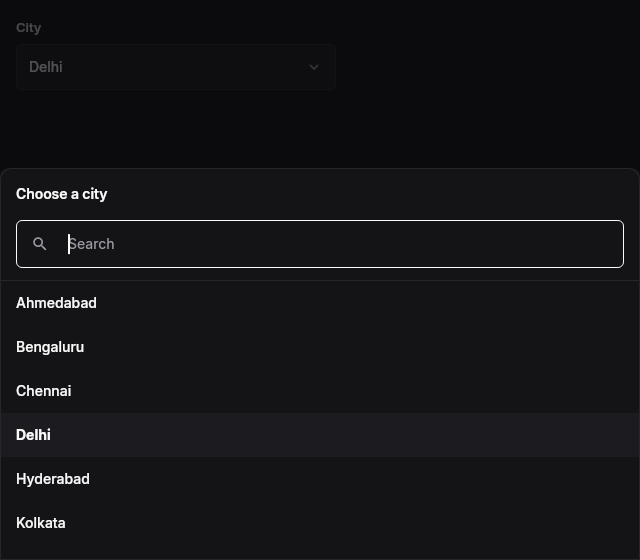 City
Delhi
Choose a city
Search
Ahmedabad
Bengaluru
Chennai
Delhi
Hyderabad
Kolkata